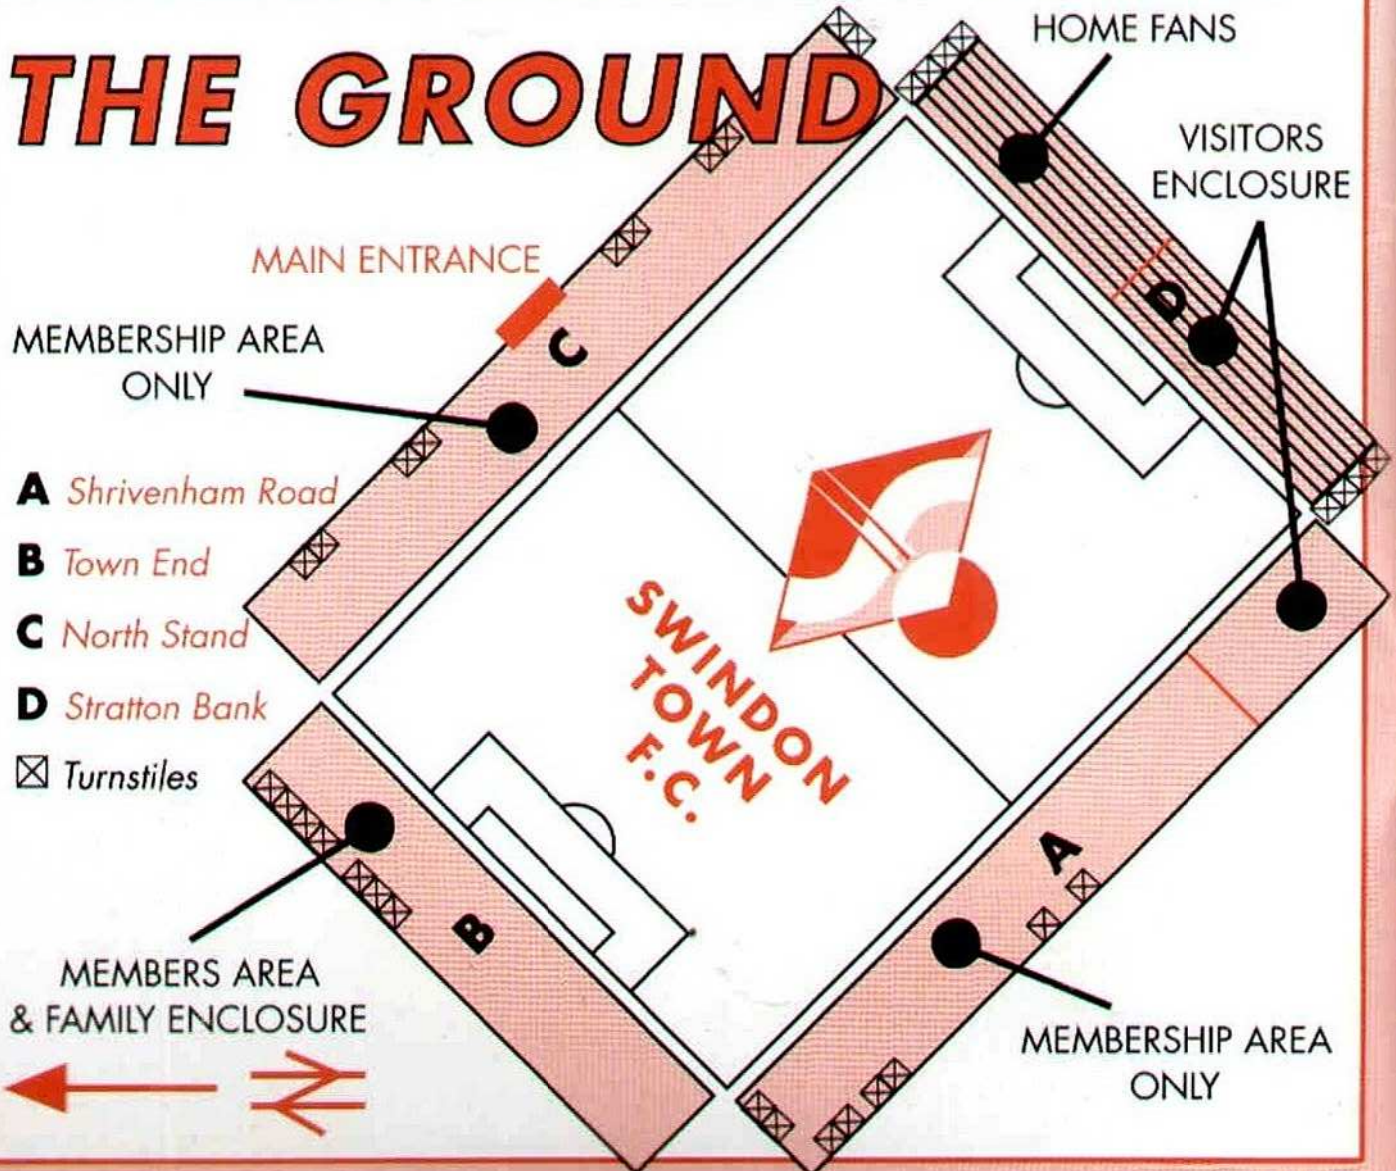 THE GROUND
HOME FANS
VISITORS
ENCLOSURE
MAIN ENTRANCE
MEMBERSHIP AREA
ONLY
C
D
A Shrivenham Road
B Town End
C North Stand
D Stratton Bank
Turnstiles
SWINDON
TOWN
F.C.
A
B
MEMBERS AREA
& FAMILY ENCLOSURE
MEMBERSHIP AREA
ONLY